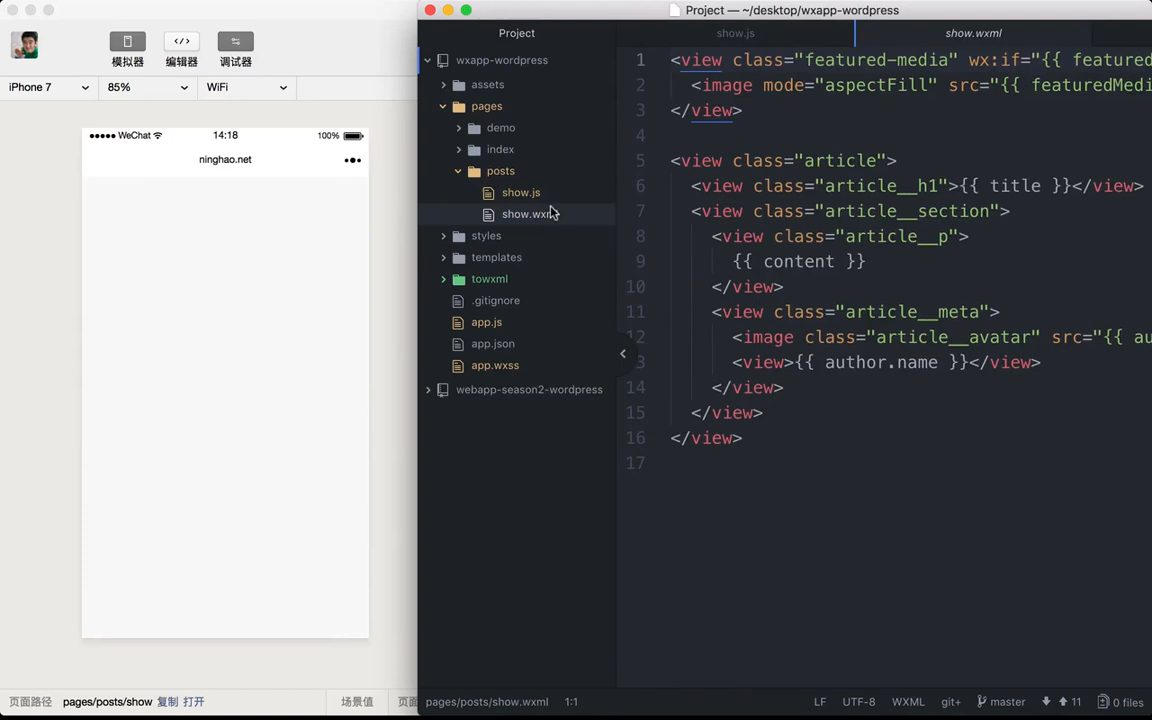 Project — ~/desktop/wxapp-wordpress
模拟器
编辑器
调试器
iPhone 7
85%
WiFi
WeChat
14:18
100%
ninghao.net
页面路径
pages/posts/show
复制
打开
场景值
页面
Project
wxapp-wordpress
assets
pages
demo
index
posts
show.js
show.wxml
styles
templates
towxml
.gitignore
app.js
app.json
app.wxss
webapp-season2-wordpress
show.js
show.wxml
1 <view class="featured-media" wx:if="{{ featured
2 <image mode="aspectFill" src="{{ featuredMedi
3 </view>
4
5 <view class="article">
6 <view class="article__h1">{{ title }}</view>
7 <view class="article__section">
8 <view class="article__p">
9 {{ content }}
10 </view>
11 <view class="article__meta">
12 <image class="article__avatar" src="{{ au
3 <view>{{ author.name }}</view>
14 </view>
15 </view>
16 </view>
17
pages/posts/show.wxml
1:1
LF
UTF-8
WXML
git+
master
11
0 files